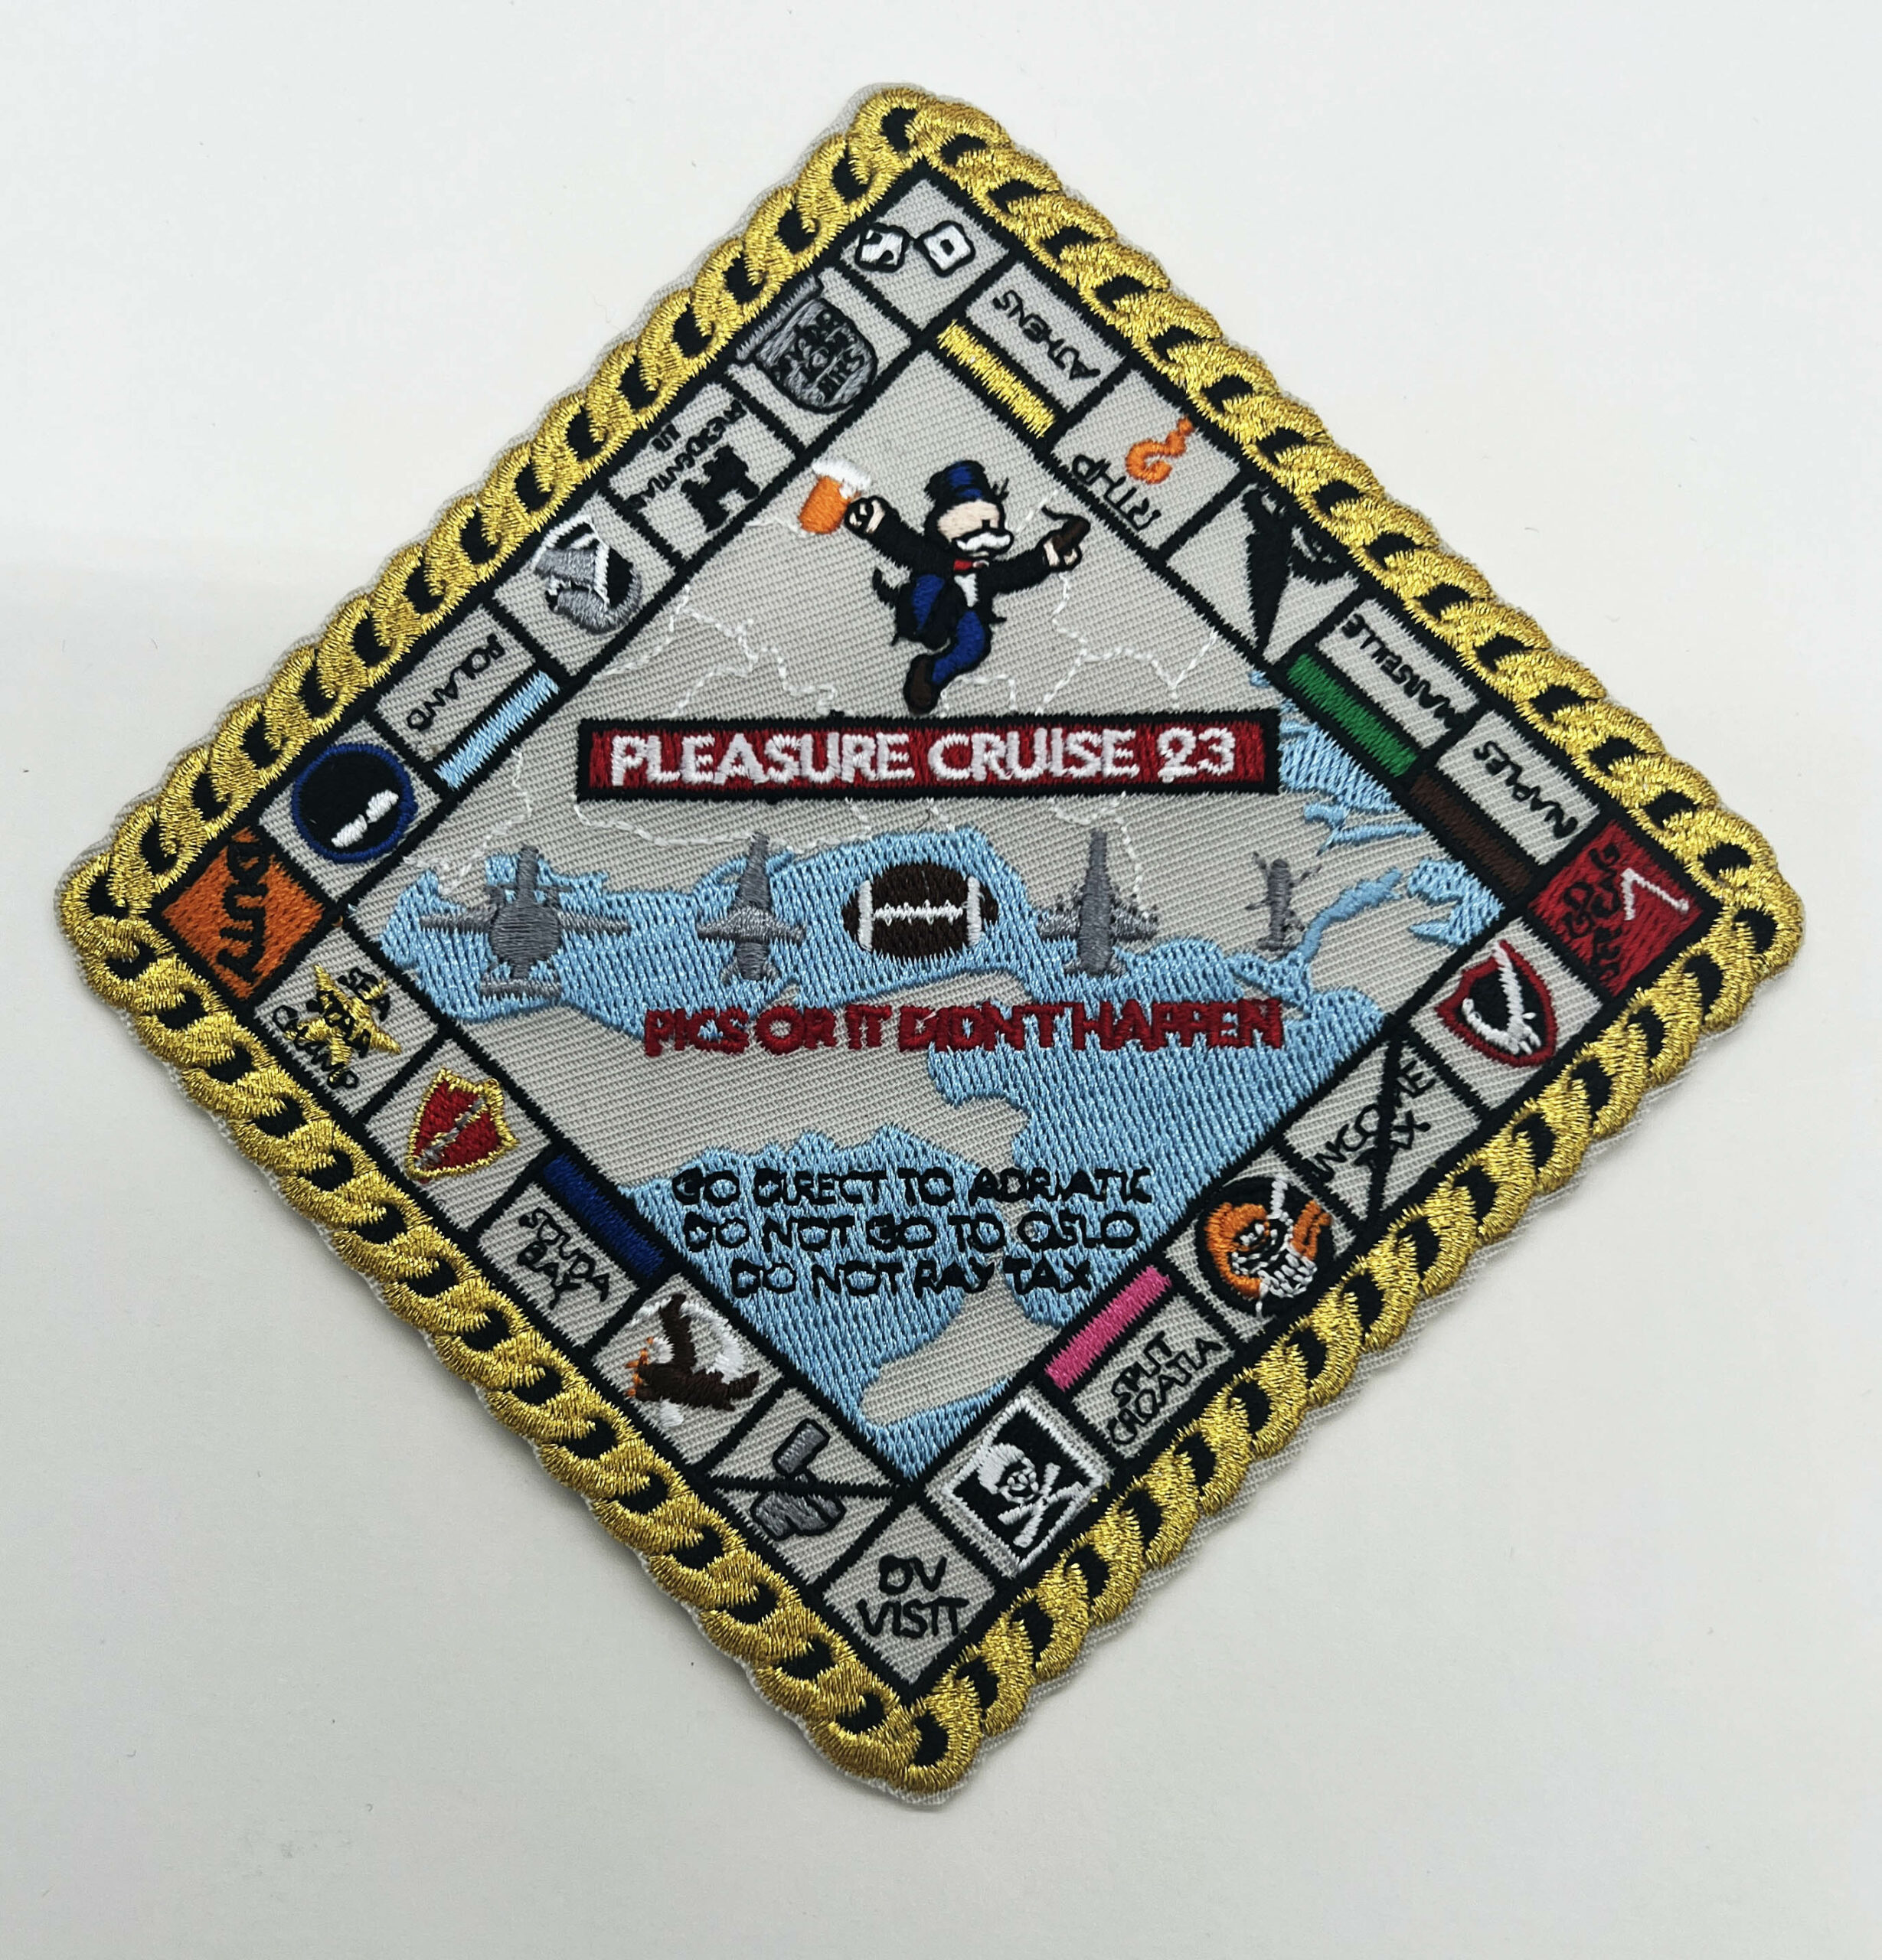 ATHENS
RTHP
MARSEILLE
NAPLES
POLAND
PLEASURE CRUISE 23
PICS OR IT DIDN'T HAPPEN
GO DIRECT TO ADRIATIC
DO NOT GO TO OSLO
DO NOT PAY TAX
SEA
STAR
CHAMP
SOUDA
BAY
INCOME
TAX
SPLIT
CROATIA
DV
VISIT